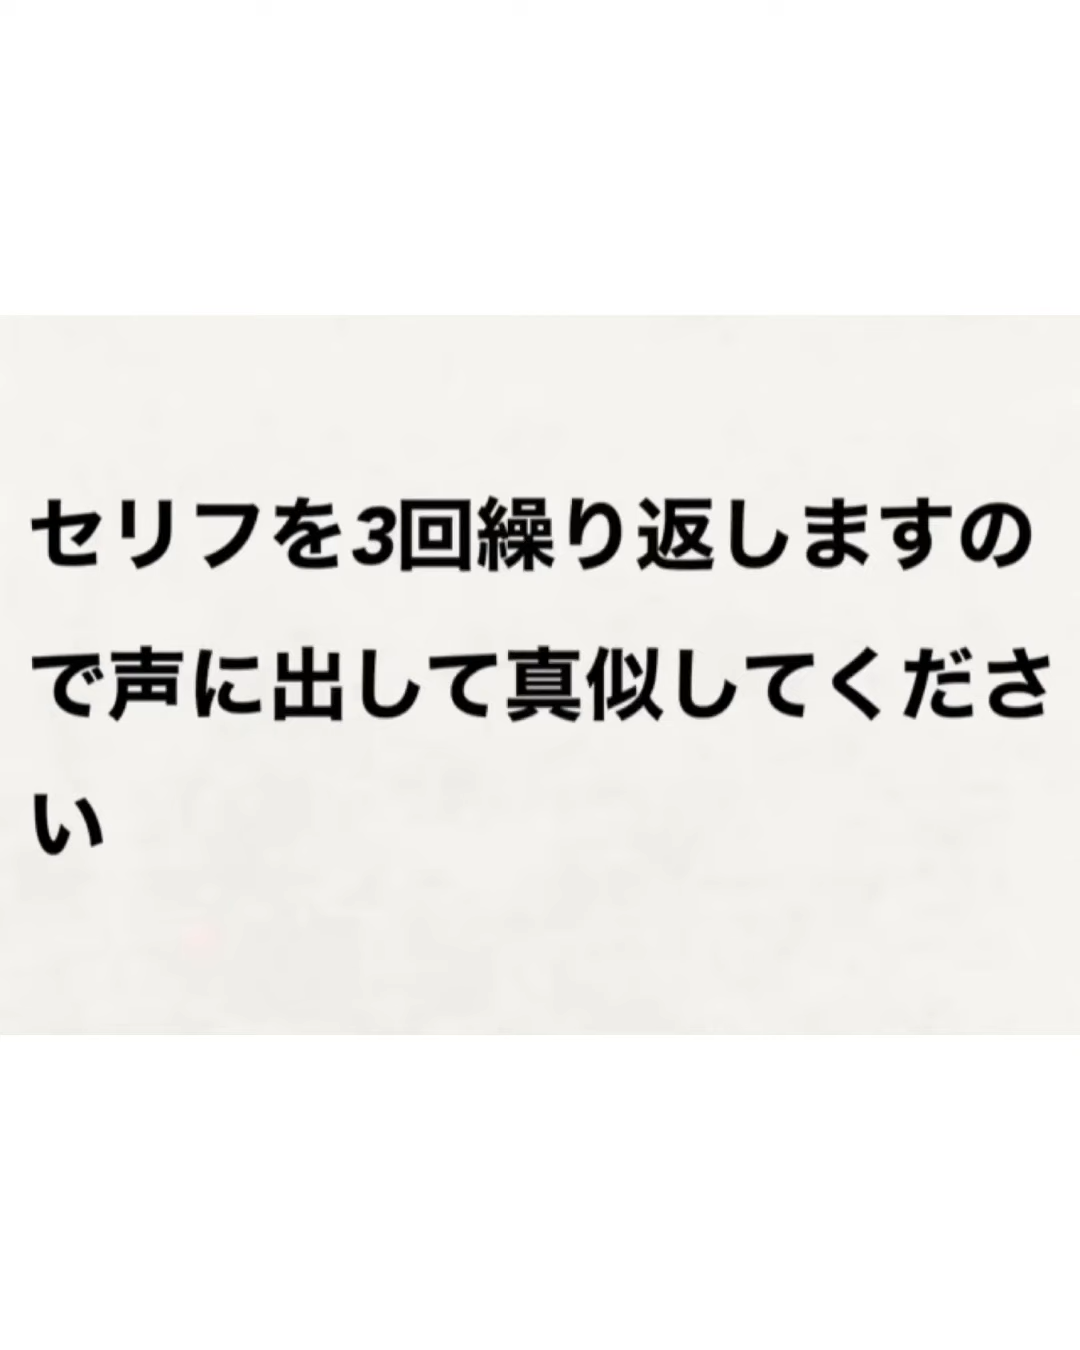 セリフを3回繰り返しますの
で声に出して真似してくださ
い